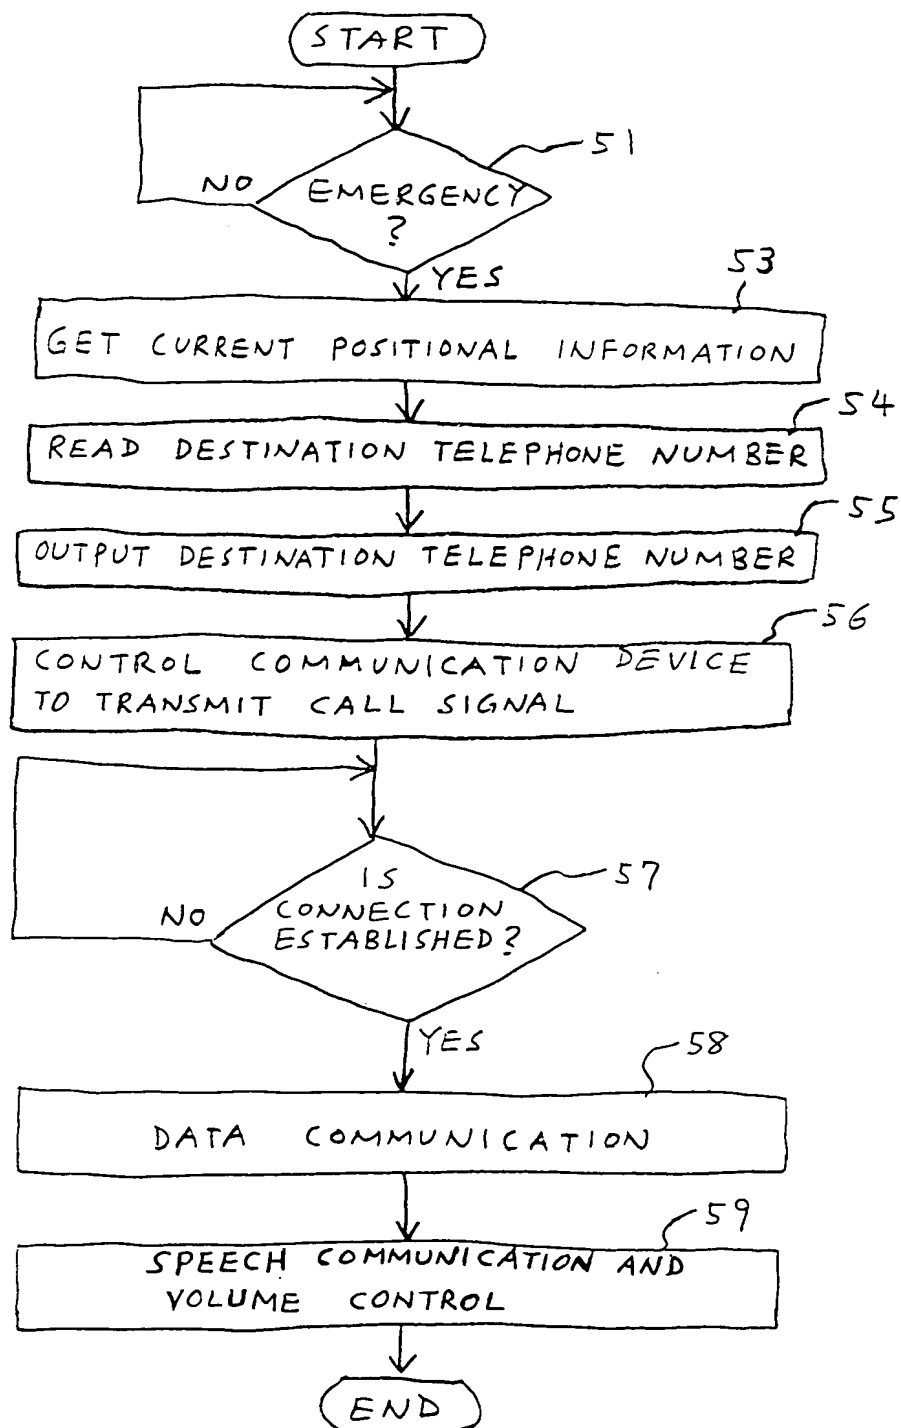 START
51
NO
EMERGENCY
?
YES
53
GET CURRENT POSITIONAL INFORMATION
54
READ DESTINATION TELEPHONE NUMBER
55
OUTPUT DESTINATION TELEPHONE NUMBER
56
CONTROL COMMUNICATION DEVICE
TO TRANSMIT CALL SIGNAL
57
IS
CONNECTION
ESTABLISHED?
NO
YES
58
DATA COMMUNICATION
59
SPEECH COMMUNICATION AND
VOLUME CONTROL
END